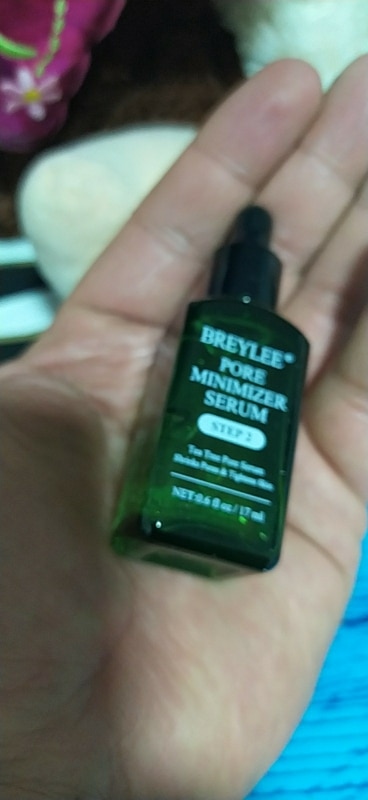 BREYLEE®
PORE
MINIMIZER
SERUM
STEP 2
Tea Tree Pore Serum
Shrinks Pores & Tightens Skin
NET:0.6 fl oz / 17 ml